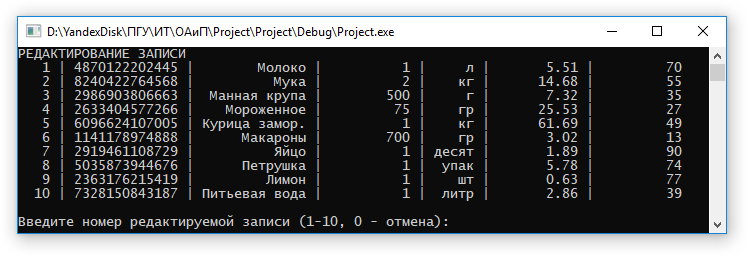 D:\YandexDisk\ПГУ\ИТ\ОАиП\Project\Project\Debug\Project.exe
РЕДАКТИРОВАНИЕ ЗАПИСИ
1 | 4870122202445 | Молоко | 1 | л | 5.51 | 70
2 | 8240422764568 | Мука | 2 | кг | 14.68 | 55
3 | 2986903806663 | Манная крупа | 500 | г | 7.32 | 35
4 | 2633404577266 | Мороженное | 75 | гр | 25.53 | 27
5 | 6096624107005 | Курица замор. | 1 | кг | 61.69 | 49
6 | 1141178974888 | Макароны | 700 | гр | 3.02 | 13
7 | 2919461108729 | Яйцо | 1 | десят | 1.89 | 90
8 | 5035873944676 | Петрушка | 1 | упак | 5.78 | 74
9 | 2363176215419 | Лимон | 1 | шт | 0.63 | 77
10 | 7328150843187 | Питьевая вода | 1 | литр | 2.86 | 39
Введите номер редактируемой записи (1-10, 0 - отмена):